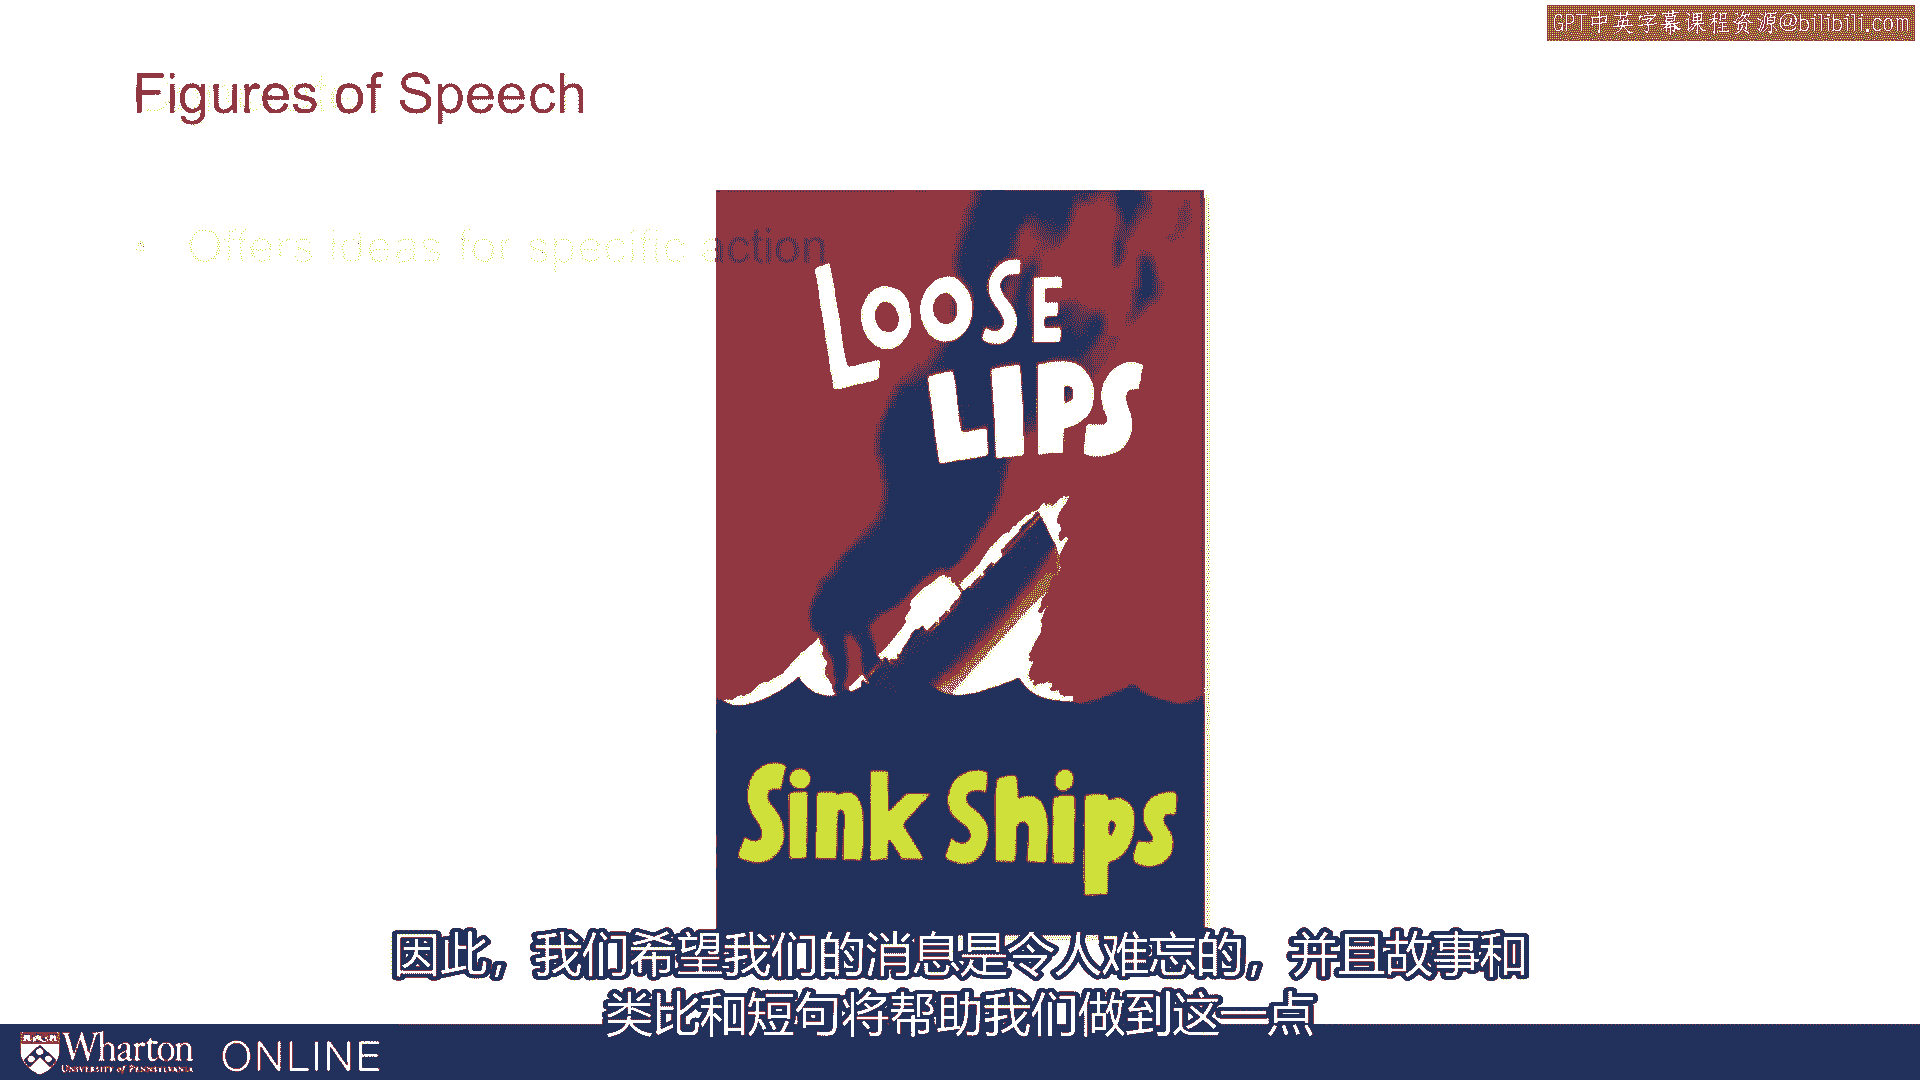 GPT中英字幕课程资源@bilibili.com
Figures of Speech
• Offers ideas for specific action
LOOSE
LIPS
Sink Ships
因此，我们希望我们的消息是令人难忘的，并且故事和
类比和短句将帮助我们做到这一点
Wharton ONLINE
UNIVERSITY of PENNSYLVANIA